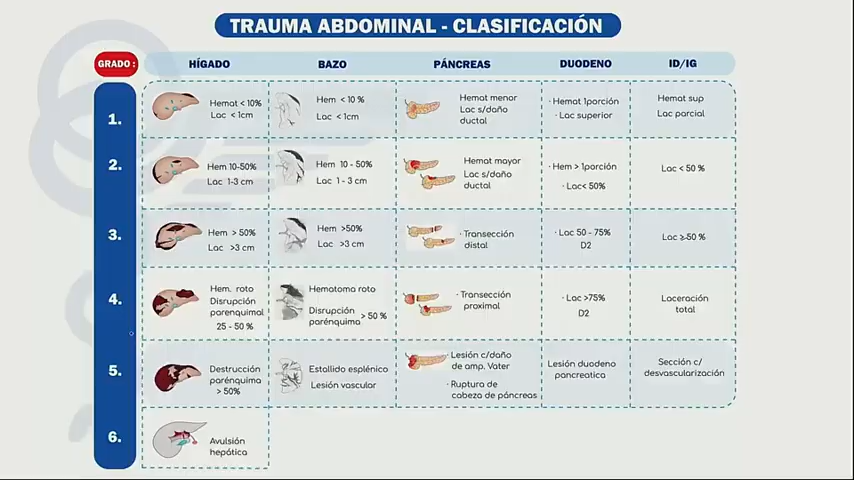 TRAUMA ABDOMINAL - CLASIFICACIÓN
GRADO :
HÍGADO
BAZO
PÁNCREAS
DUODENO
ID/IG
1.
Hemat < 10%
Lac < 1cm
Hem < 10 %
Lac < 1cm
Hemat menor
Lac s/daño
ductal
· Hemat 1porción
· Lac superior
Hemat sup
Lac parcial
2.
Hem 10-50%
Lac 1-3 cm
Hem 10 - 50%
Lac 1 - 3 cm
Hemat mayor
Lac s/daño
ductal
· Hem > 1porción
· Lac< 50%
Lac < 50 %
3.
Hem > 50%
Lac >3 cm
Hem >50%
Lac >3 cm
· Transección
distal
· Lac 50 - 75%
D2
Lac ≥50 %
4.
Hem. roto
Disrupción
parenquimal
25 - 50 %
Hematoma roto
Disrupción
parénquima > 50 %
· Transección
proximal
· Lac >75%
D2
Laceración
total
5.
Destrucción
parénquima
> 50%
Estallido esplénico
Lesión vascular
· Lesión c/daño
de amp. Vater
· Ruptura de
cabeza de páncreas
Lesión duodeno
pancreatica
Sección c/
desvascularización
6.
Avulsión
hepática